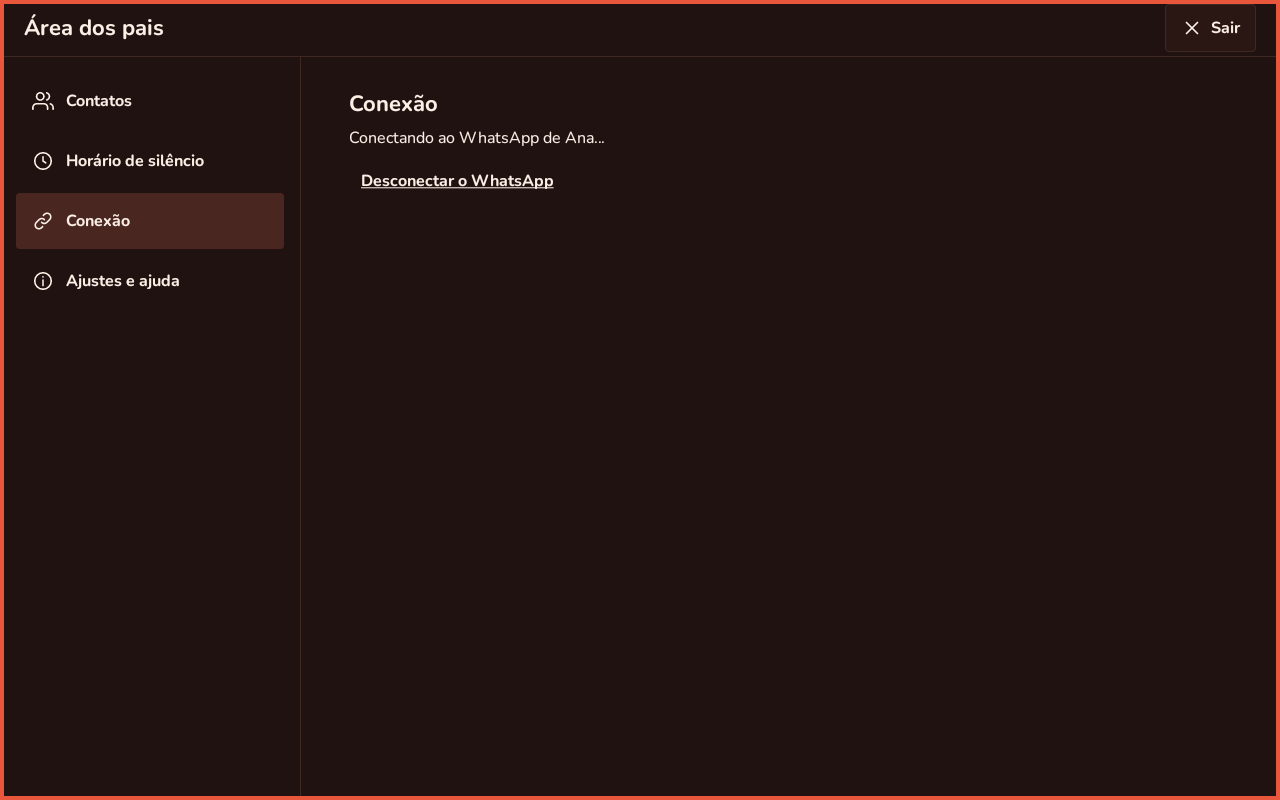 Área dos pais
Sair
Contatos
Horário de silêncio
Conexão
Ajustes e ajuda
Conexão
Conectando ao WhatsApp de Ana...
Desconectar o WhatsApp